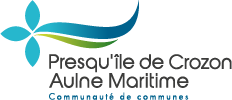 Presqu'île de Crozon
Aulne Maritime
Communauté de communes